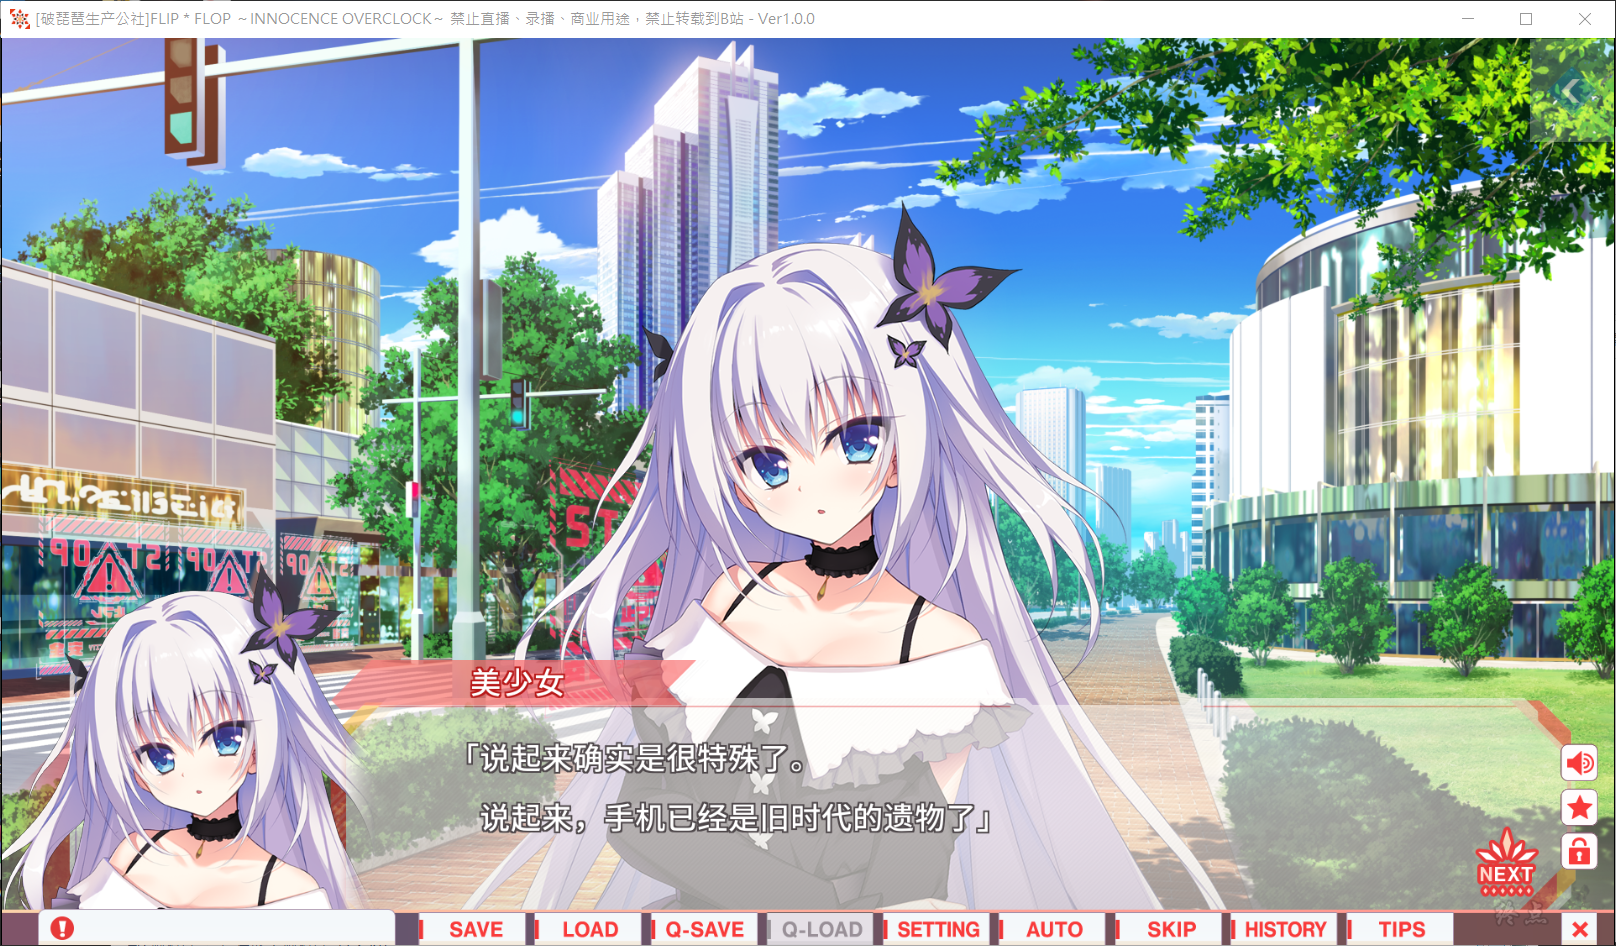 [破琵琶生产公社]FLIP * FLOP ～INNOCENCE OVERCLOCK～ 禁止直播、录播、商业用途，禁止转载到B站 - Ver1.0.0
美少女
「说起来确实是很特殊了。
说起来，手机已经是旧时代的遗物了」
NEXT
SAVE
LOAD
Q-SAVE
Q-LOAD
SETTING
AUTO
SKIP
HISTORY
TIPS